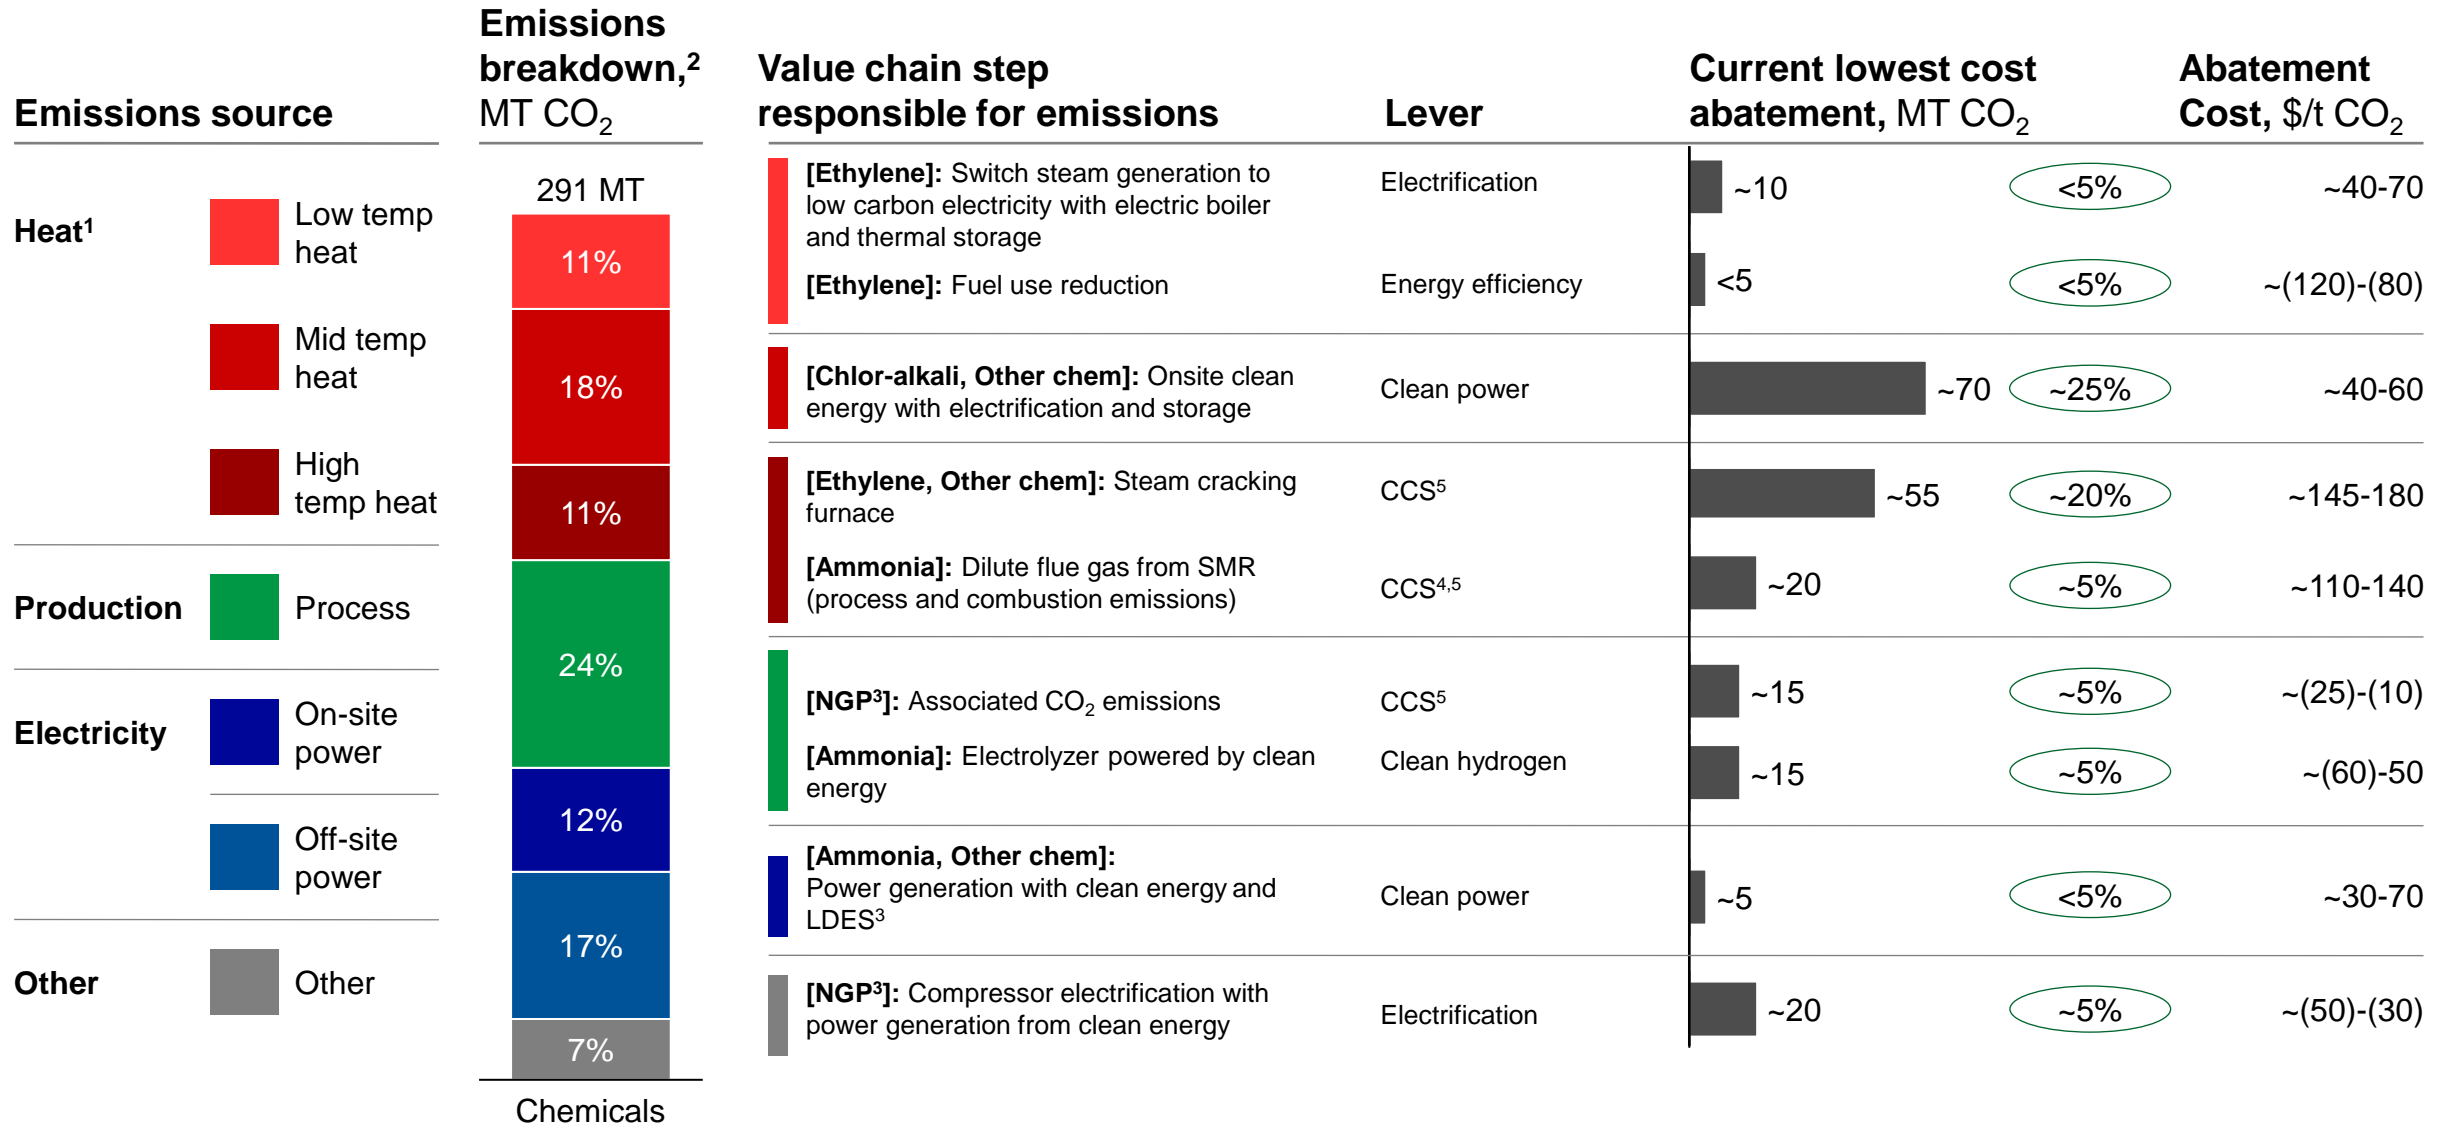 Emissions source
Emissions
breakdown,²
MT CO₂
Value chain step
responsible for emissions
Lever
Current lowest cost
abatement, MT CO₂
Abatement
Cost, $/t CO₂
Heat¹
Low temp
heat
Mid temp
heat
High
temp heat
Production
Process
Electricity
On-site
power
Off-site
power
Other
Other
291 MT
11%
18%
11%
24%
12%
17%
7%
Chemicals
[Ethylene]: Switch steam generation to
low carbon electricity with electric boiler
and thermal storage
Electrification
~10
<5%
~40-70
[Ethylene]: Fuel use reduction
Energy efficiency
<5
<5%
~(120)-(80)
[Chlor-alkali, Other chem]: Onsite clean
energy with electrification and storage
Clean power
~70
~25%
~40-60
[Ethylene, Other chem]: Steam cracking
furnace
CCS⁵
~55
~20%
~145-180
[Ammonia]: Dilute flue gas from SMR
(process and combustion emissions)
CCS⁴,⁵
~20
~5%
~110-140
[NGP³]: Associated CO₂ emissions
CCS⁵
~15
~5%
~(25)-(10)
[Ammonia]: Electrolyzer powered by clean
energy
Clean hydrogen
~15
~5%
~(60)-50
[Ammonia, Other chem]:
Power generation with clean energy and
LDES³
Clean power
~5
<5%
~30-70
[NGP³]: Compressor electrification with
power generation from clean energy
Electrification
~20
~5%
~(50)-(30)